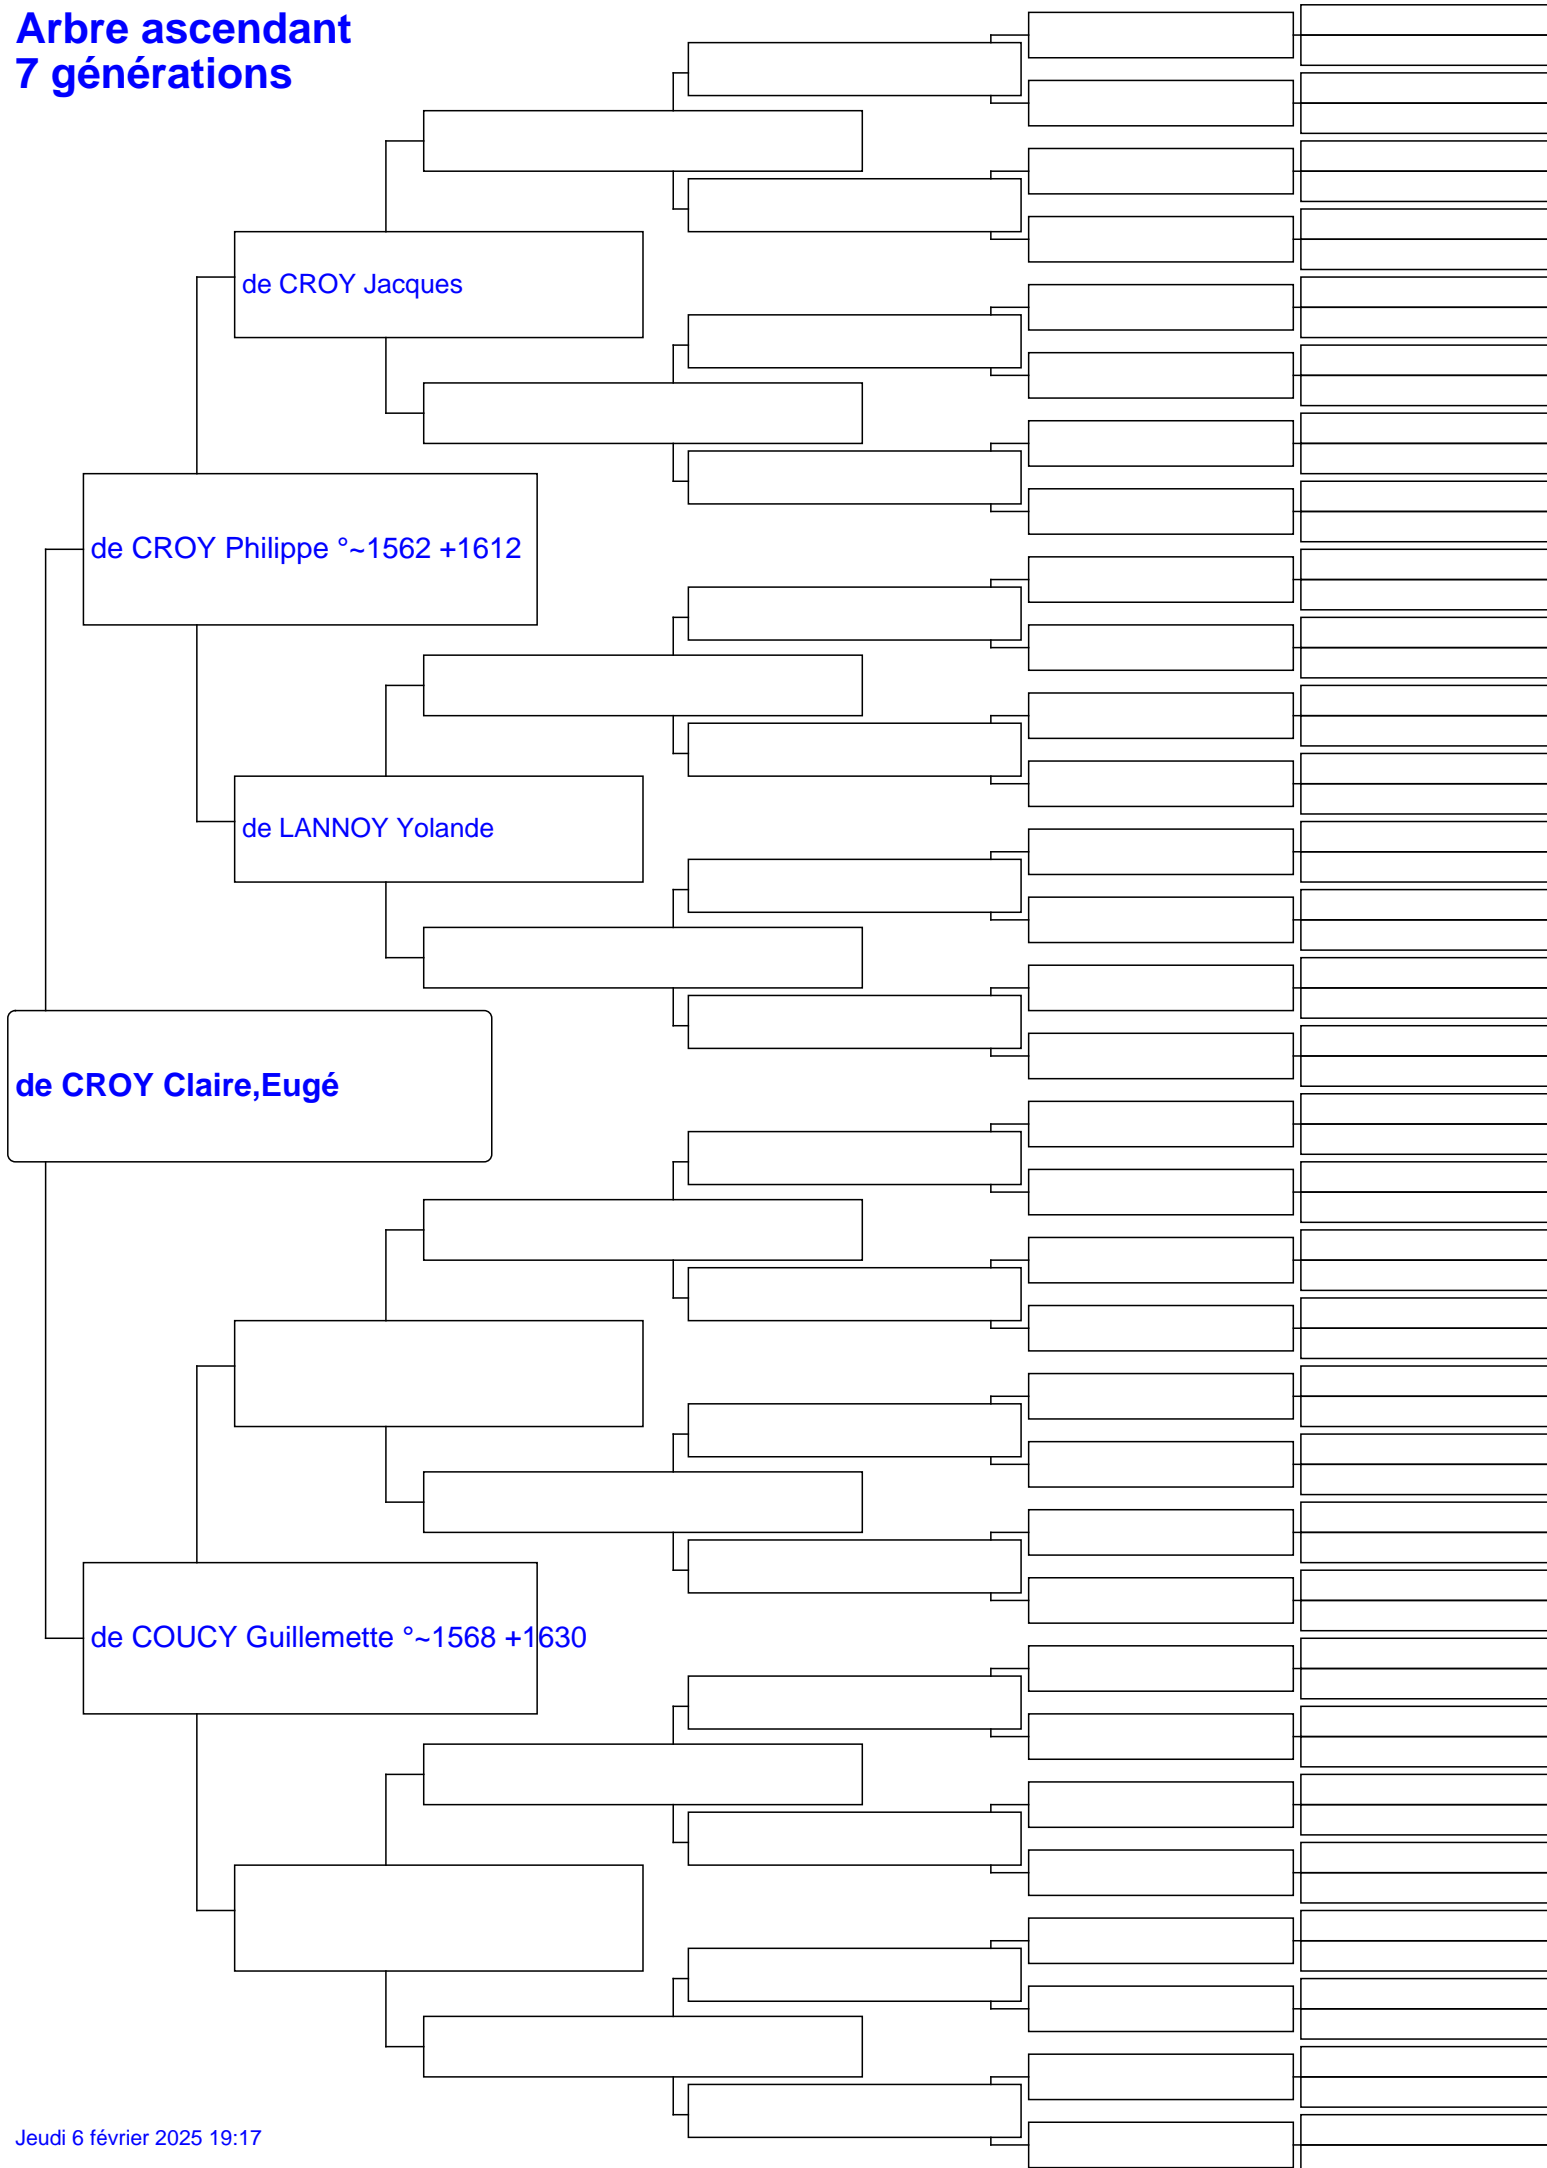 Arbre ascendant
7 générations
de CROY Jacques
de CROY Philippe °~1562 +1612
de LANNOY Yolande
de CROY Claire,Eugé
de COUCY Guillemette °~1568 +1630
Jeudi 6 février 2025 19:17